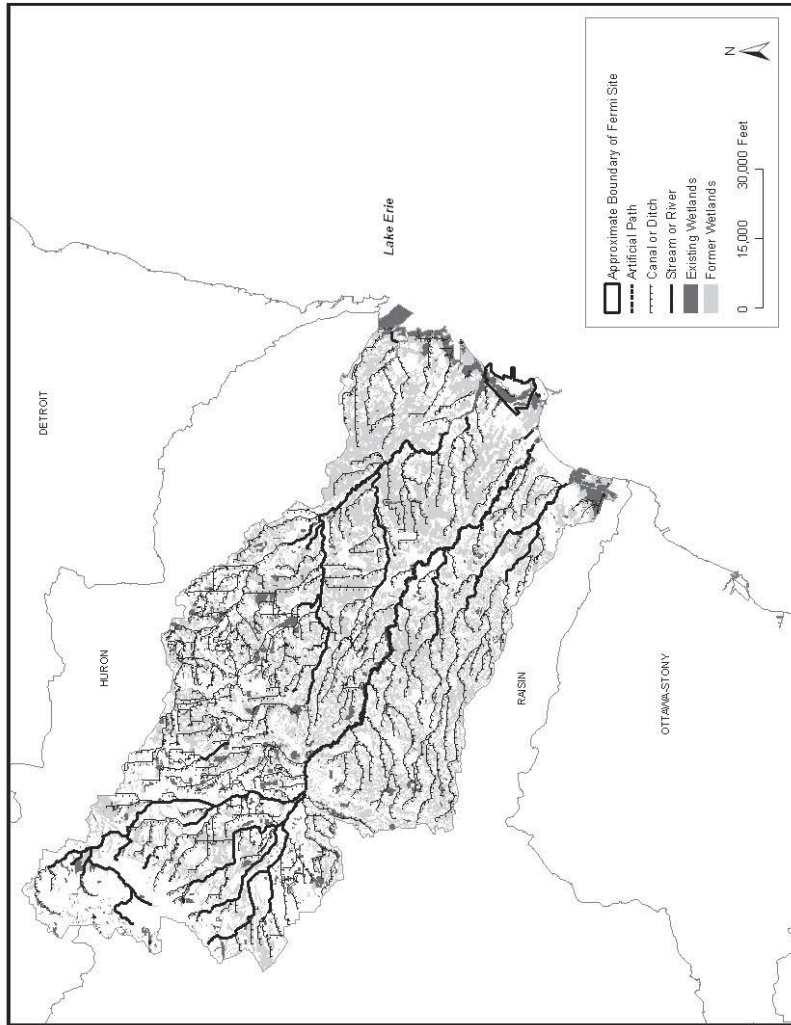 DETROIT
HURON
Lake Erie
RAISIN
OTTAWA-STONY
Approximate Boundary of Fermi Site
Artificial Path
Canal or Ditch
Stream or River
Existing Wetlands
Former Wetlands
N
0 15,000 30,000 Feet